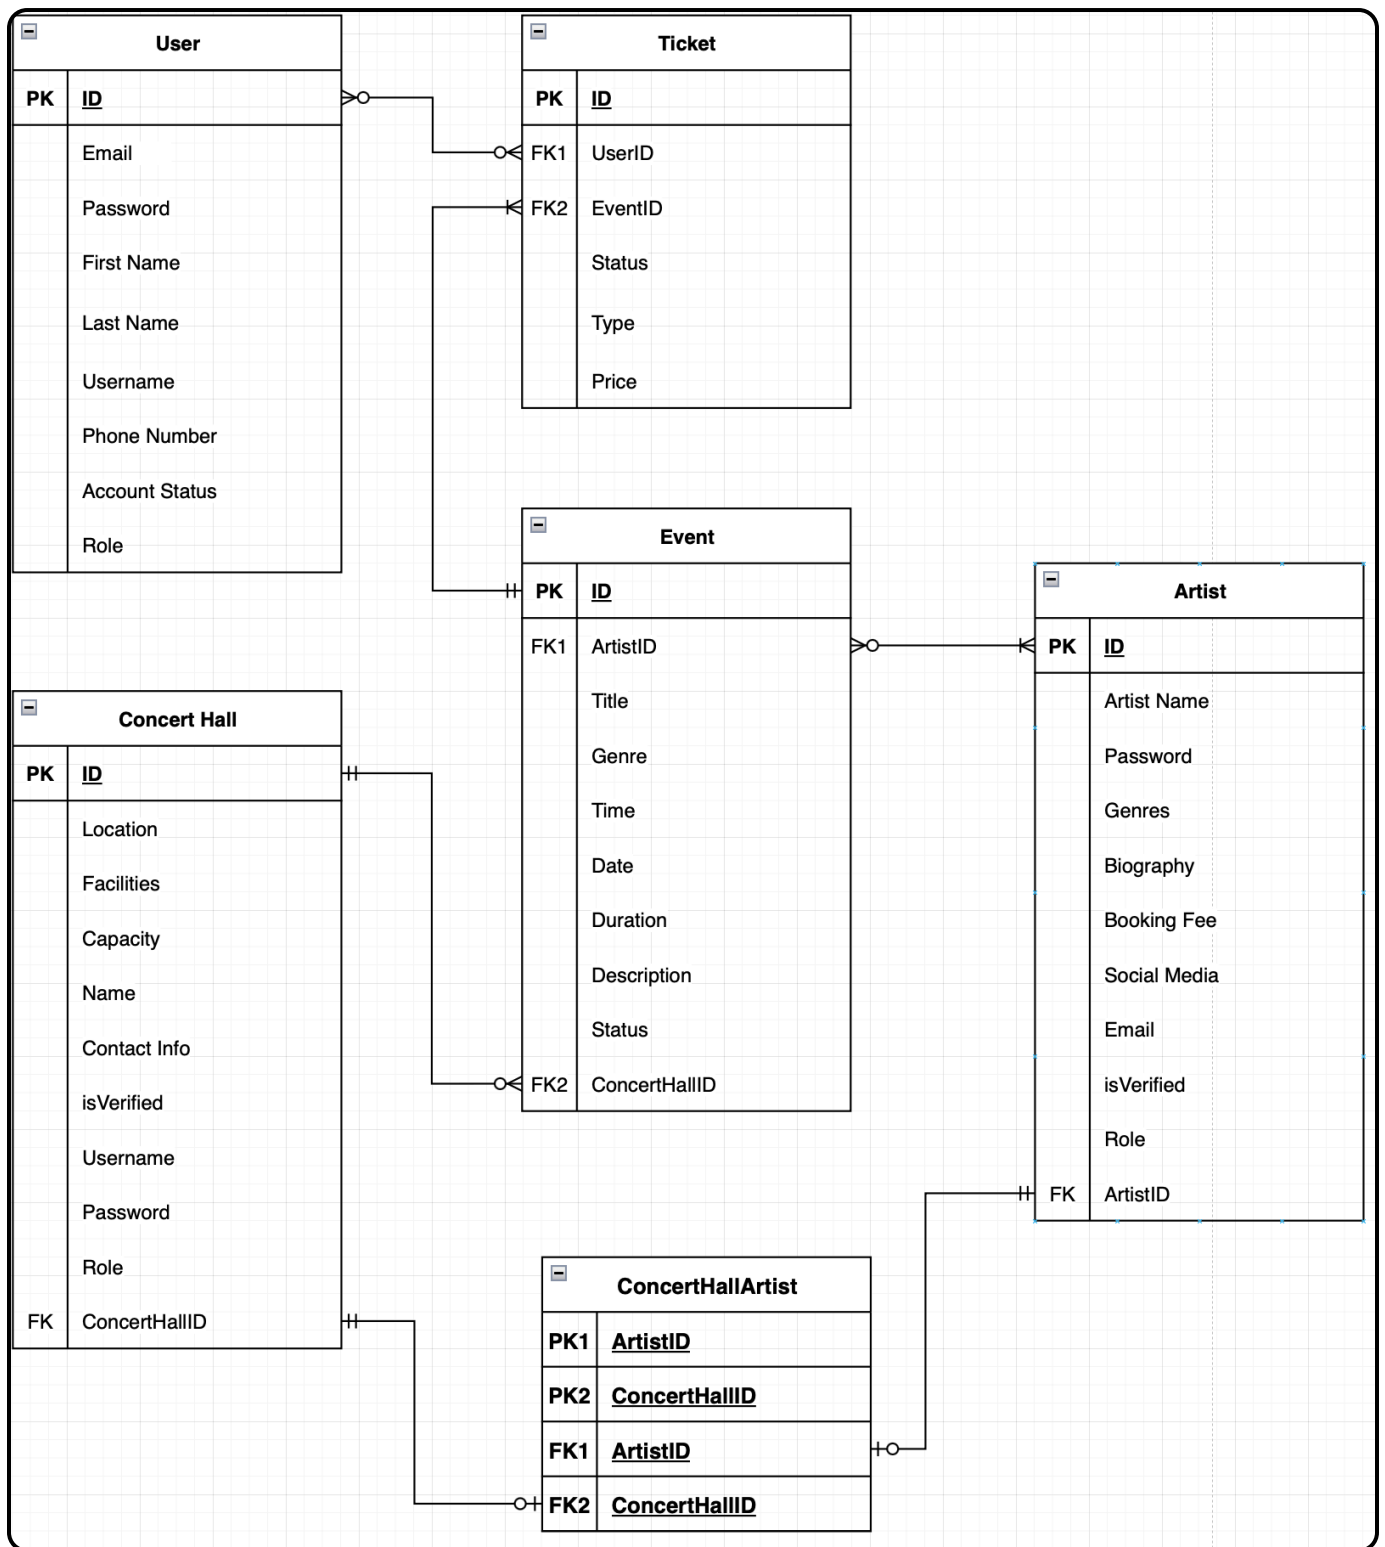 User
PK ID
Email
Password
First Name
Last Name
Username
Phone Number
Account Status
Role
Ticket
PK ID
FK1 UserID
FK2 EventID
Status
Type
Price
Event
PK ID
FK1 ArtistID
Title
Genre
Time
Date
Duration
Description
Status
FK2 ConcertHallID
Artist
PK ID
Artist Name
Password
Genres
Biography
Booking Fee
Social Media
Email
isVerified
Role
FK ArtistID
Concert Hall
PK ID
Location
Facilities
Capacity
Name
Contact Info
isVerified
Username
Password
Role
FK ConcertHallID
ConcertHallArtist
PK1 ArtistID
PK2 ConcertHallID
FK1 ArtistID
FK2 ConcertHallID